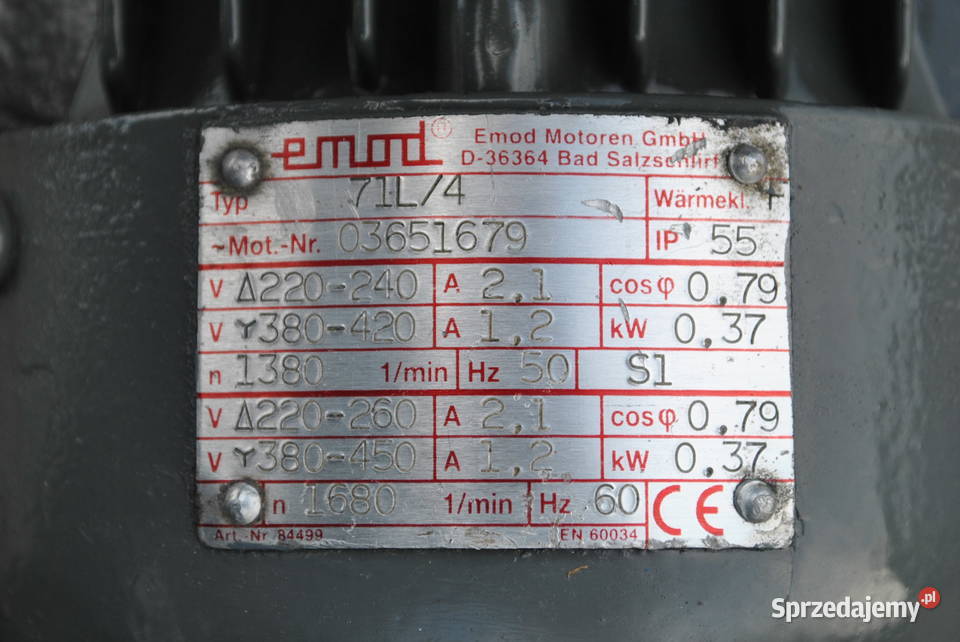 emod ® Emod Motoren GmbH
D-36364 Bad Salzschlirf
Typ 71L/4 Wärmekl. F
~Mot.-Nr. 03651679 IP 55
V Δ220-240 A 2,1 cosφ 0,79
V Y380-420 A 1,2 kW 0,37
n 1380 1/min Hz 50 S1
V Δ220-260 A 2,1 cosφ 0,79
V Y380-450 A 1,2 kW 0,37
n 1680 1/min Hz 60 CE
Art.-Nr 84499 EN 60034
Sprzedajemy.pl